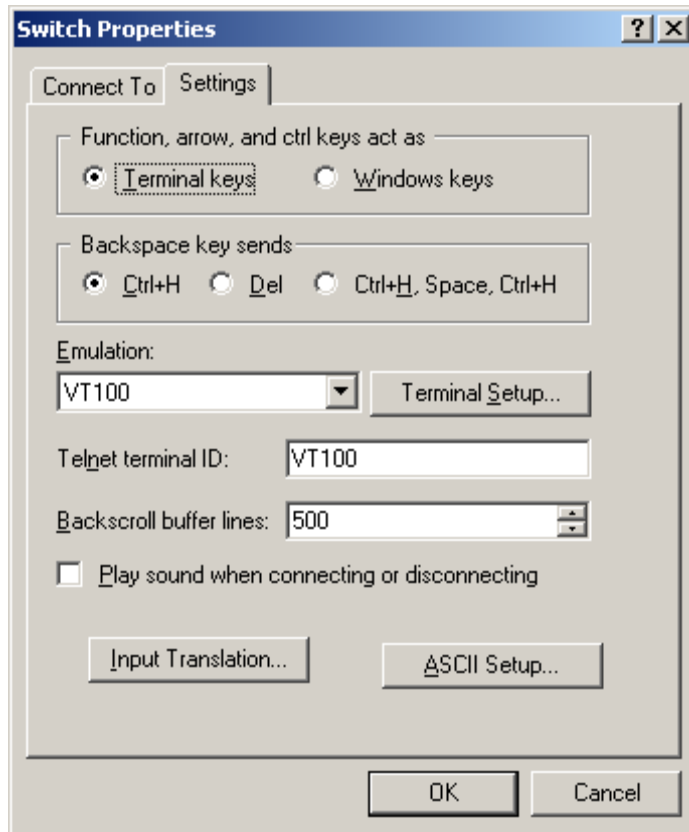 Switch Properties
Connect To Settings
Function, arrow, and ctrl keys act as
Terminal keys Windows keys
Backspace key sends
Ctrl+H Del Ctrl+H, Space, Ctrl+H
Emulation:
VT100 Terminal Setup...
Telnet terminal ID: VT100
Backscroll buffer lines: 500
Play sound when connecting or disconnecting
Input Translation... ASCII Setup...
OK Cancel